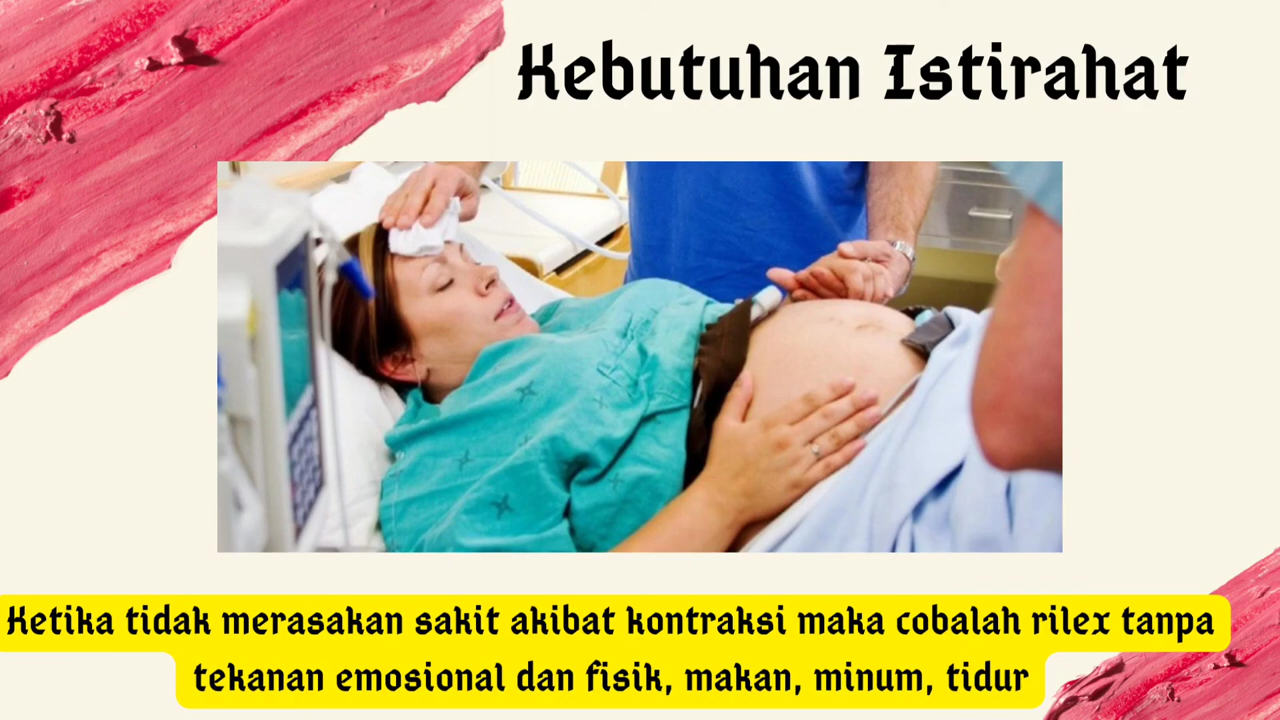 Kebutuhan Istirahat
Ketika tidak merasakan sakit akibat kontraksi maka cobalah rilex tanpa
tekanan emosional dan fisik, makan, minum, tidur